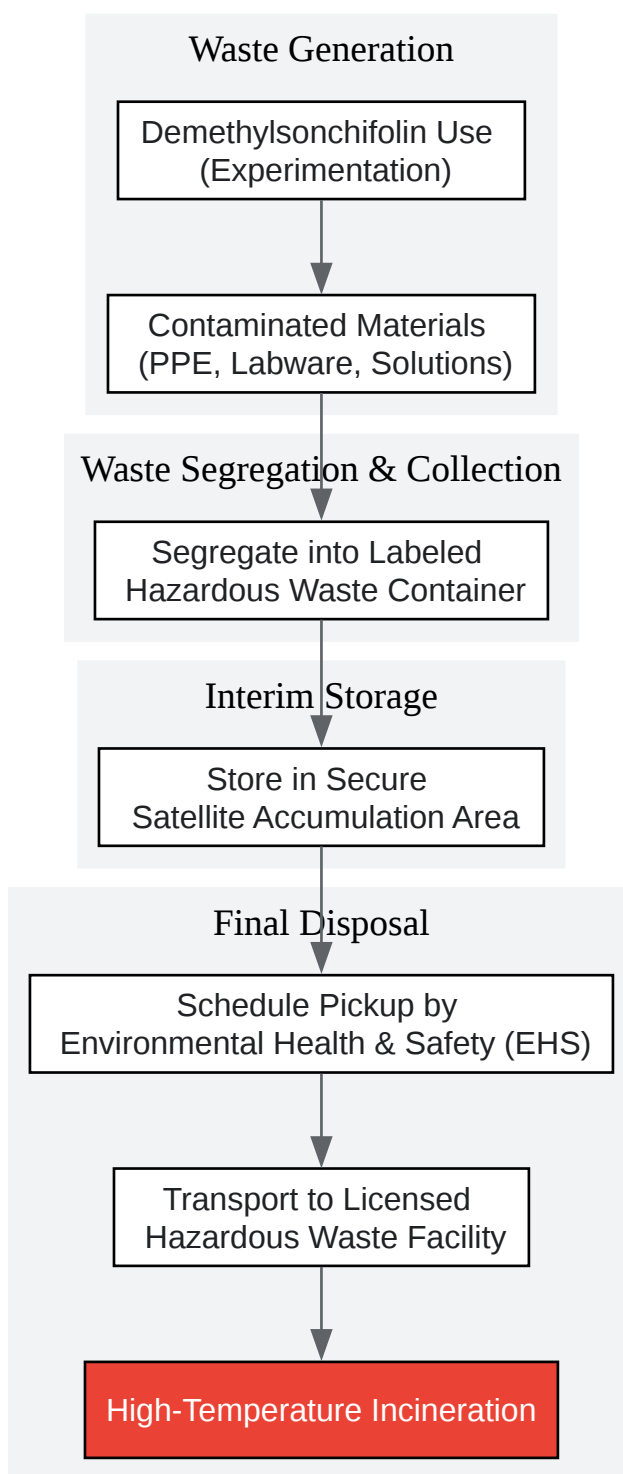 Waste Generation
Demethylsonchifolin Use
(Experimentation)
Contaminated Materials
(PPE, Labware, Solutions)
Waste Segregation & Collection
Segregate into Labeled
Hazardous Waste Container
Interim Storage
Store in Secure
Satellite Accumulation Area
Final Disposal
Schedule Pickup by
Environmental Health & Safety (EHS)
Transport to Licensed
Hazardous Waste Facility
High-Temperature Incineration